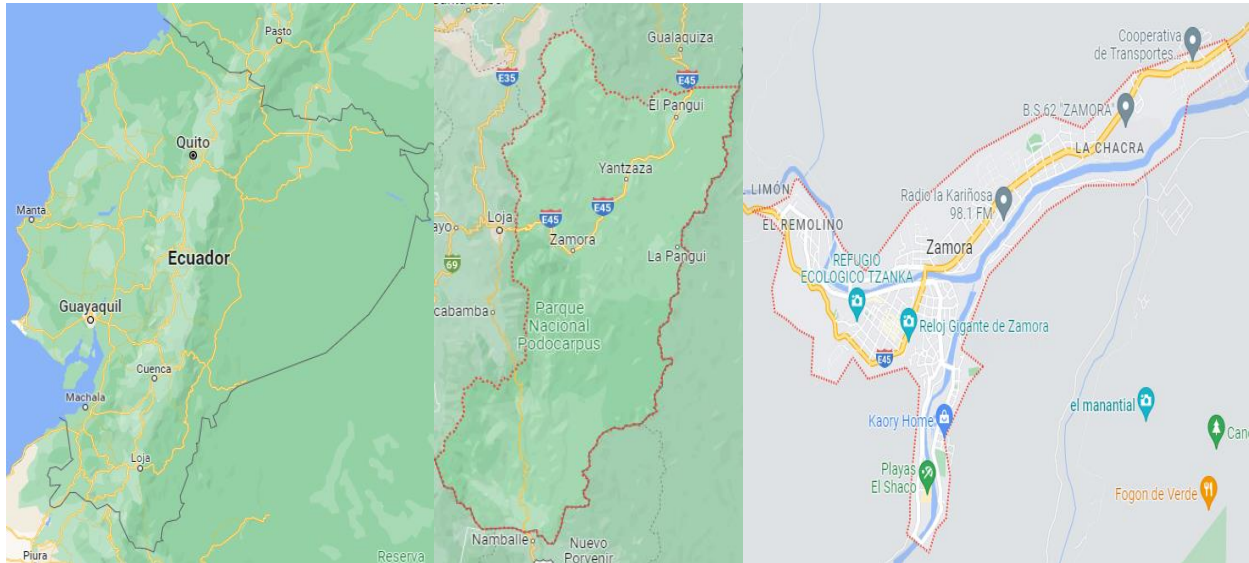 Pasto
Quito
Manta
Ecuador
Guayaquil
Cuenca
Machala
Loja
Piura
Reserva
Gualaquiza
E35
E45
El Pangui
Yantzaza
E45
E45
Loja
Zamora
La Pangui
69
cabamba
Parque
Nacional
Podocarpus
Namballe
Nuevo
Porvenir
Cooperativa
de Transportes...
B.S.62 "ZAMORA"
LA CHACRA
LIMÓN
Radio la Kariñosa
98.1 FM
EL REMOLINO
Zamora
REFUGIO
ECOLOGICO TZANKA
Reloj Gigante de Zamora
E45
el manantial
Kaory Home
Playas
El Shaco
Fogon de Verde